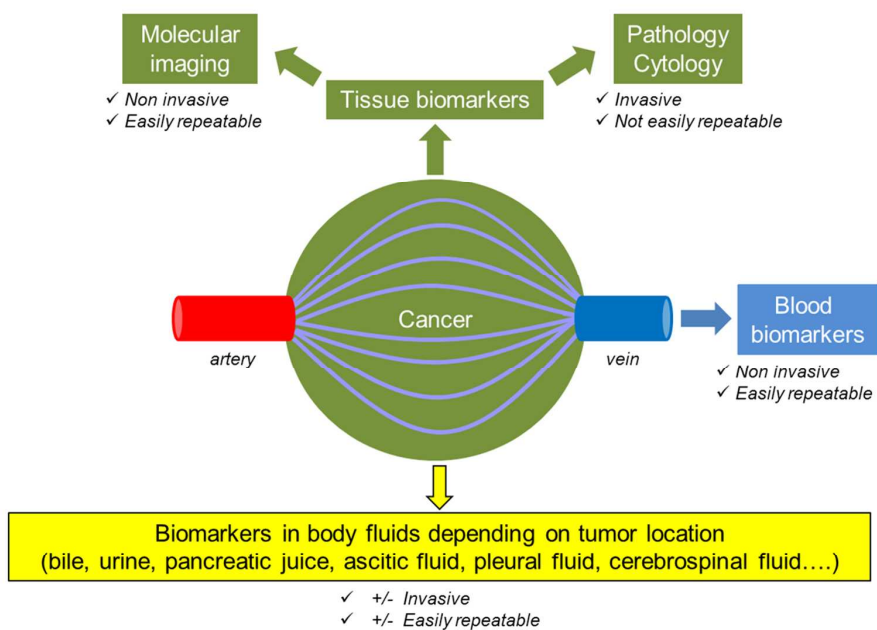 Molecular
imaging
✓ Non invasive
✓ Easily repeatable
Tissue biomarkers
Pathology
Cytology
✓ Invasive
✓ Not easily repeatable
Cancer
artery
vein
Blood
biomarkers
✓ Non invasive
✓ Easily repeatable
Biomarkers in body fluids depending on tumor location
(bile, urine, pancreatic juice, ascitic fluid, pleural fluid, cerebrospinal fluid….)
✓ +/- Invasive
✓ +/- Easily repeatable